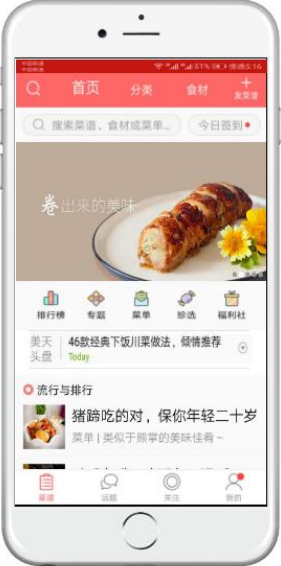 中国联通
中国移动
51% 傍晚5:16
首页 分类 食材 发菜谱
搜索菜谱、食材或菜单... 今日签到
卷出来的美味
排行榜 专题 菜单 珍选 福利社
美天 46款经典下饭川菜做法，倾情推荐
头盘 Today
流行与排行
猪蹄吃的对，保你年轻二十岁
菜单 | 类似于熊掌的美味佳肴~
菜谱 话题 关注 我的